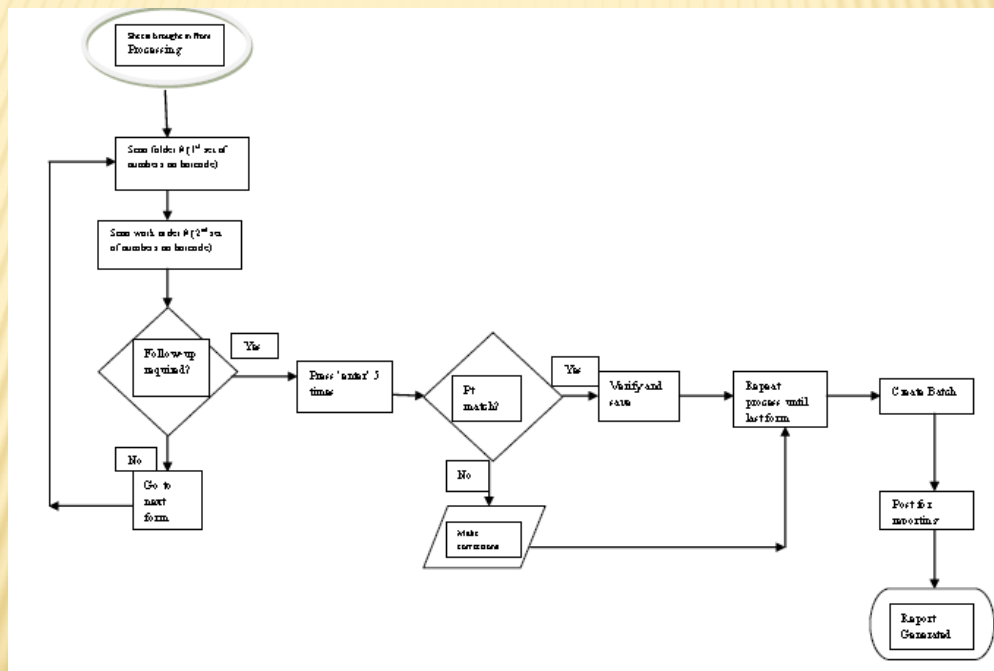 Sheets brought in from
Processing
Scan folder # (1st set of
numbers on barcode)
Scan work order # (2nd set
of numbers on barcode)
Follow-up
required?
Yes
No
Go to
next
form
Press 'enter' 5
times
Pt
match?
Yes
No
Make
corrections
Verify and
save
Repeat
process until
last form
Create Batch
Post for
reporting
Report
Generated